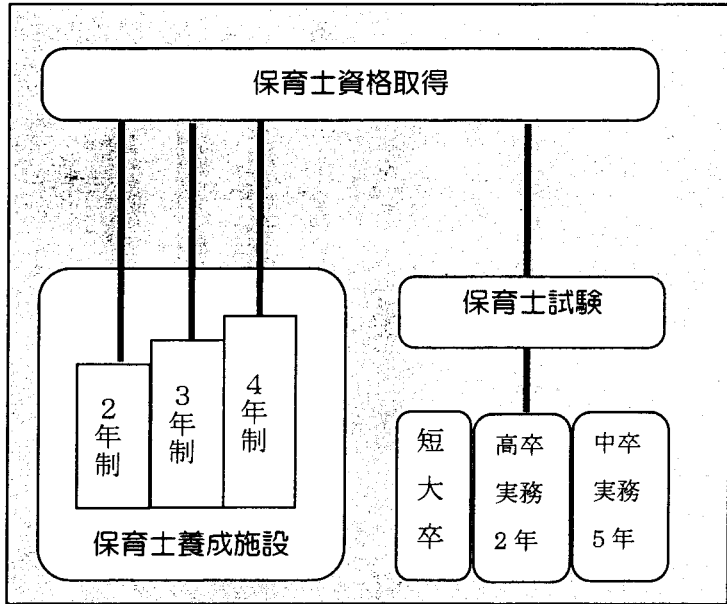 保育士資格取得
保育士試験
2年制
3年制
4年制
保育士養成施設
短大卒
高卒
実務
2年
中卒
実務
5年